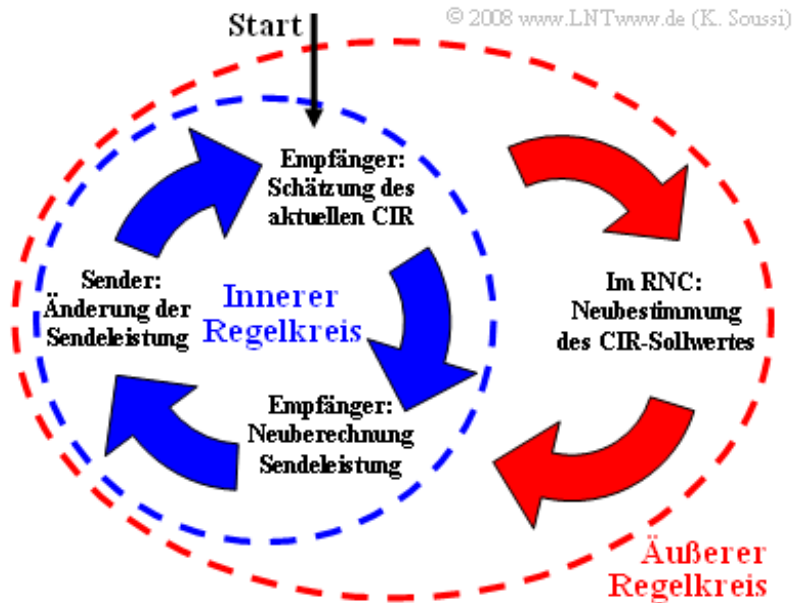 © 2008 www.LNTwww.de (K. Soussi)
Start
Empfänger:
Schätzung des
aktuellen CIR
Sender:
Änderung der
Sendeleistung
Innerer
Regelkreis
Im RNC:
Neubestimmung
des CIR-Sollwertes
Empfänger:
Neuberechnung
Sendeleistung
Äußerer
Regelkreis